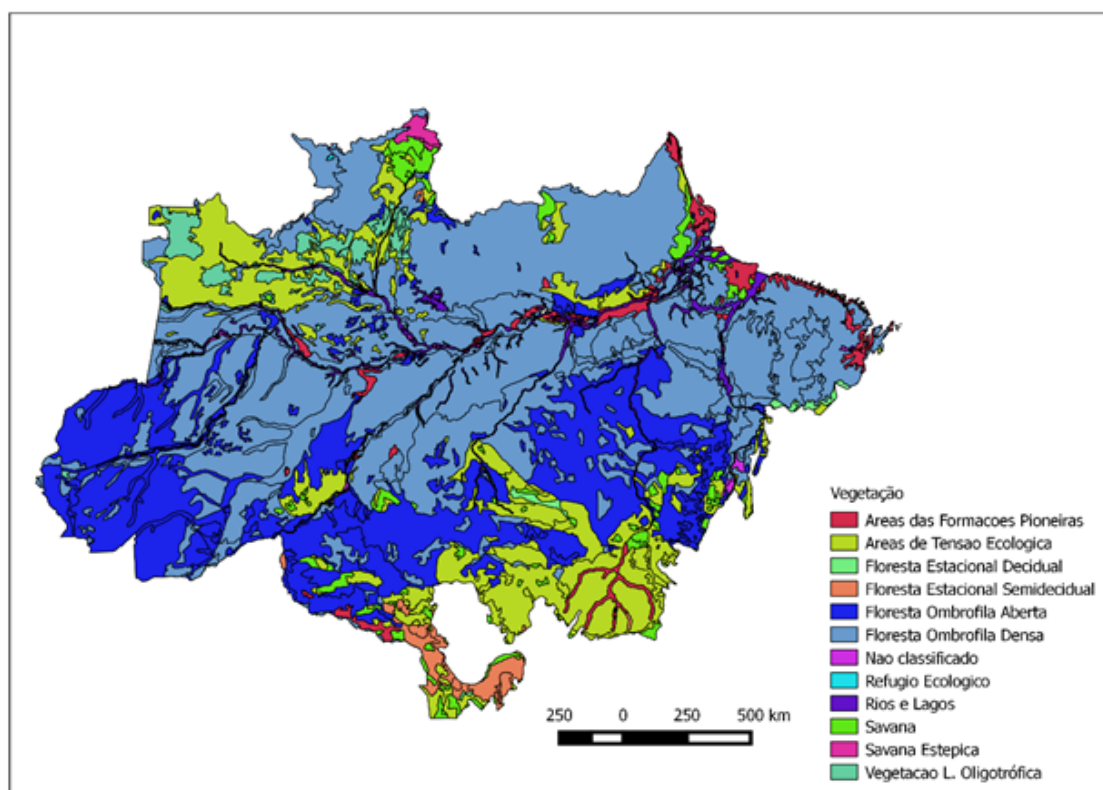 Vegetação
Areas das Formacoes Pioneiras
Areas de Tensao Ecologica
Floresta Estacional Decidual
Floresta Estacional Semidecidual
Floresta Ombrofila Aberta
Floresta Ombrofila Densa
Nao classificado
Refugio Ecologico
Rios e Lagos
Savana
Savana Estepica
Vegetacao L. Oligotrófica
250 0 250 500 km